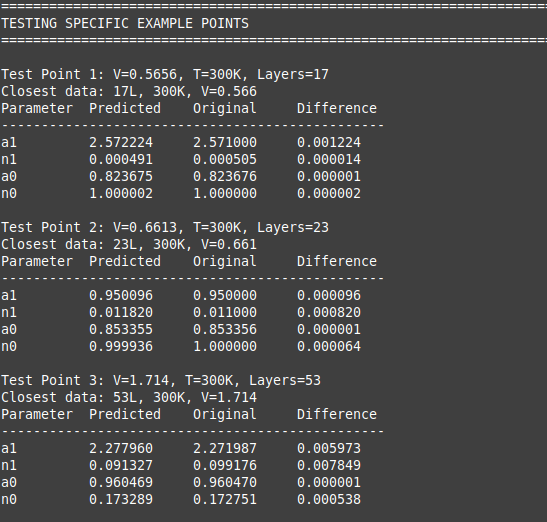 ====================================================================
TESTING SPECIFIC EXAMPLE POINTS
====================================================================
Test Point 1: V=0.5656, T=300K, Layers=17
Closest data: 17L, 300K, V=0.566
Parameter  Predicted    Original     Difference
------------------------------------------------
a1         2.572224     2.571000     0.001224
n1         0.000491     0.000505     0.000014
a0         0.823675     0.823676     0.000001
n0         1.000002     1.000000     0.000002
Test Point 2: V=0.6613, T=300K, Layers=23
Closest data: 23L, 300K, V=0.661
Parameter  Predicted    Original     Difference
------------------------------------------------
a1         0.950096     0.950000     0.000096
n1         0.011820     0.011000     0.000820
a0         0.853355     0.853356     0.000001
n0         0.999936     1.000000     0.000064
Test Point 3: V=1.714, T=300K, Layers=53
Closest data: 53L, 300K, V=1.714
Parameter  Predicted    Original     Difference
------------------------------------------------
a1         2.277960     2.271987     0.005973
n1         0.091327     0.099176     0.007849
a0         0.960469     0.960470     0.000001
n0         0.173289     0.172751     0.000538